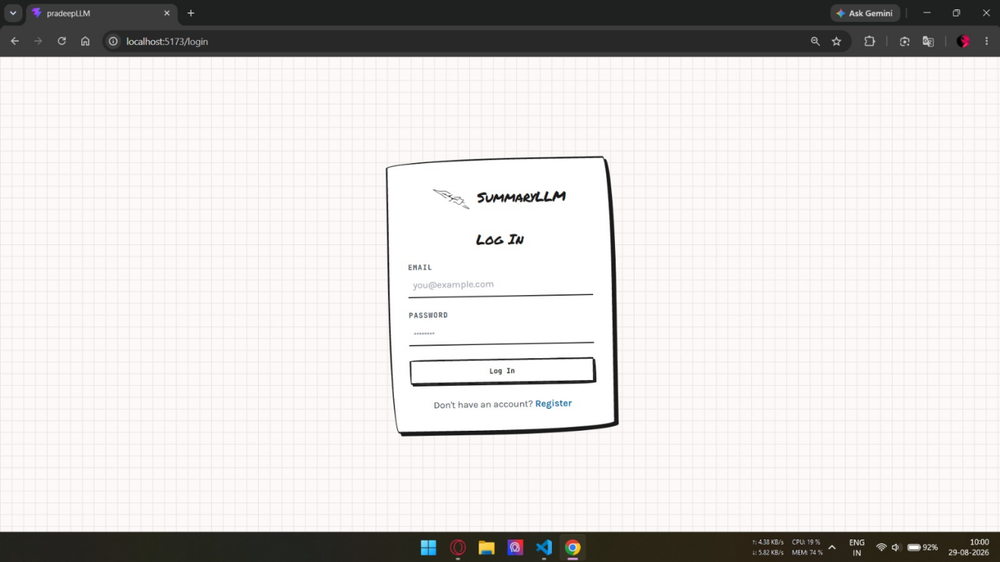 pradeepLLM
Ask Gemini
localhost:5173/login
SummaryLLM
Log In
EMAIL
you@example.com
PASSWORD
••••••••
Log In
Don't have an account? Register
↑: 4.38 KB/s CPU: 19 % ENG 92% 10:00
↓: 5.82 KB/s MEM: 74 % IN 29-08-2026